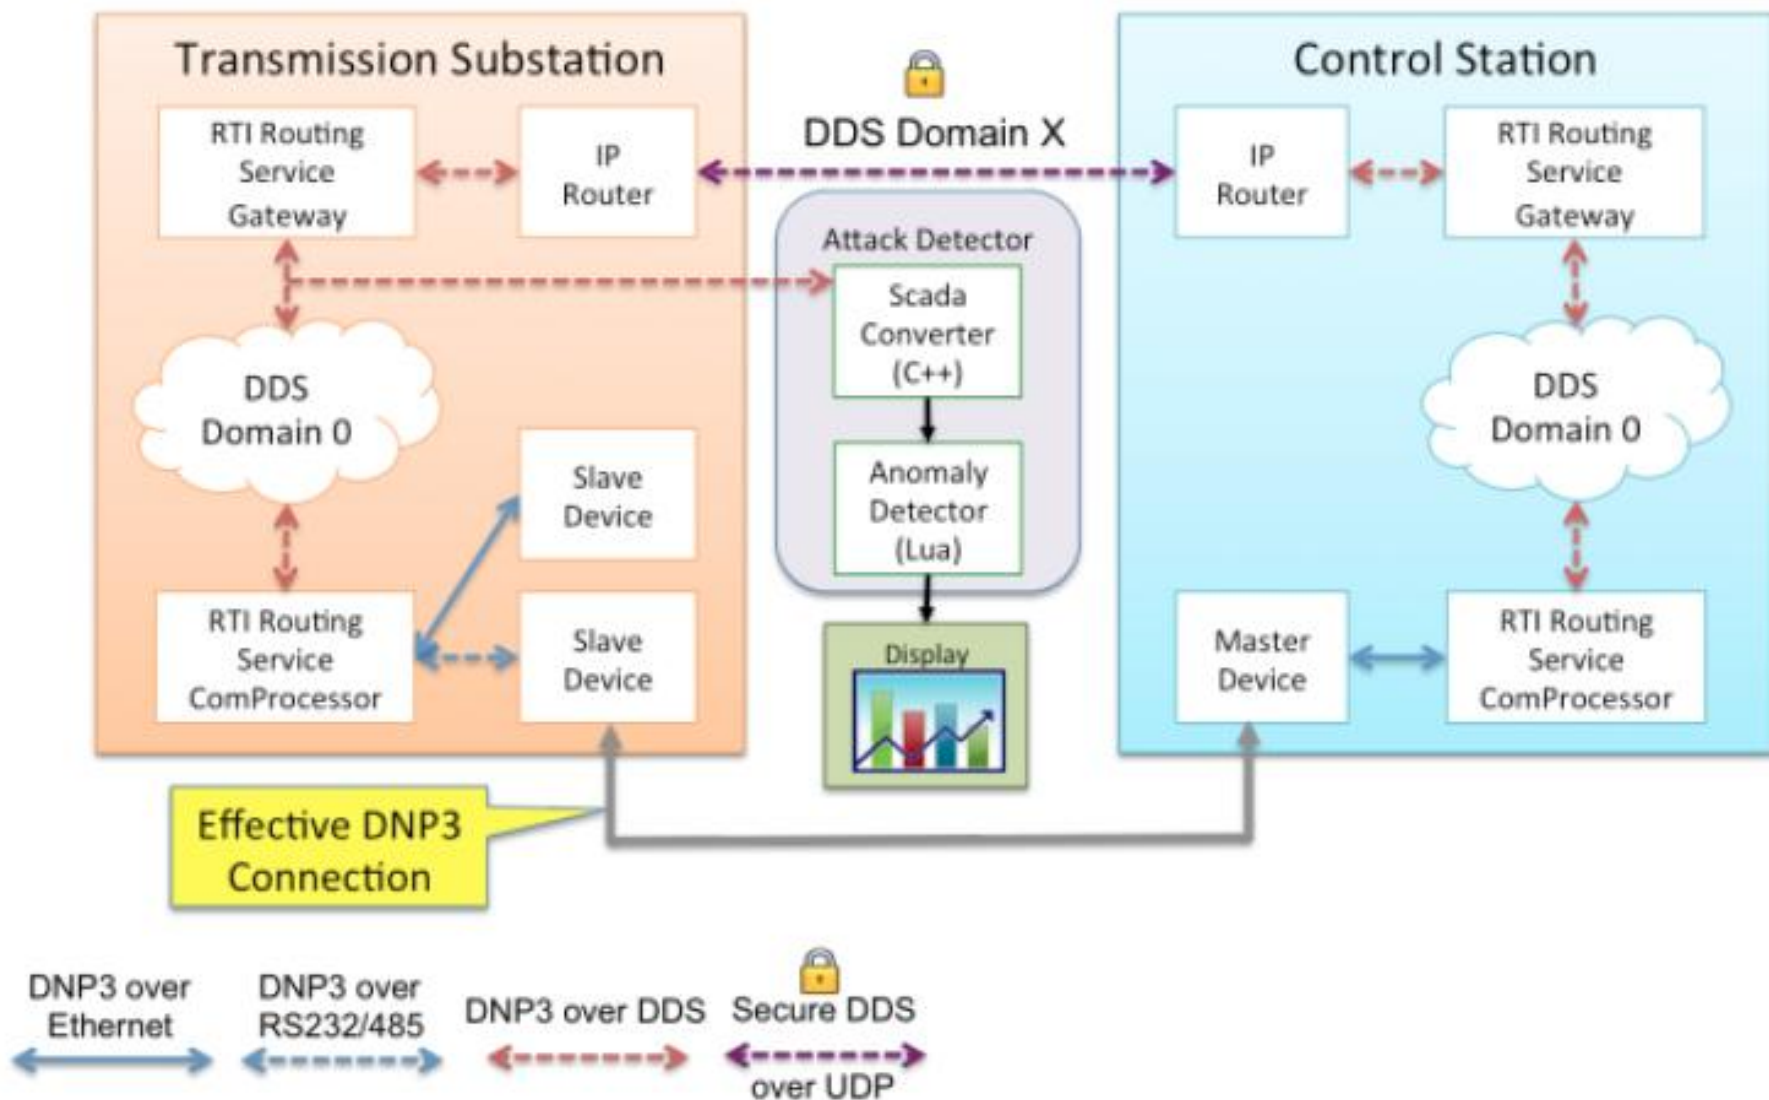 Transmission Substation
RTI Routing
Service
Gateway
IP
Router
DDS
Domain 0
Slave
Device
RTI Routing
Service
ComProcessor
Slave
Device
DDS Domain X
Attack Detector
Scada
Converter
(C++)
Anomaly
Detector
(Lua)
Display
Control Station
IP
Router
RTI Routing
Service
Gateway
DDS
Domain 0
Master
Device
RTI Routing
Service
ComProcessor
Effective DNP3
Connection
DNP3 over
Ethernet
DNP3 over
RS232/485
DNP3 over DDS
Secure DDS
over UDP